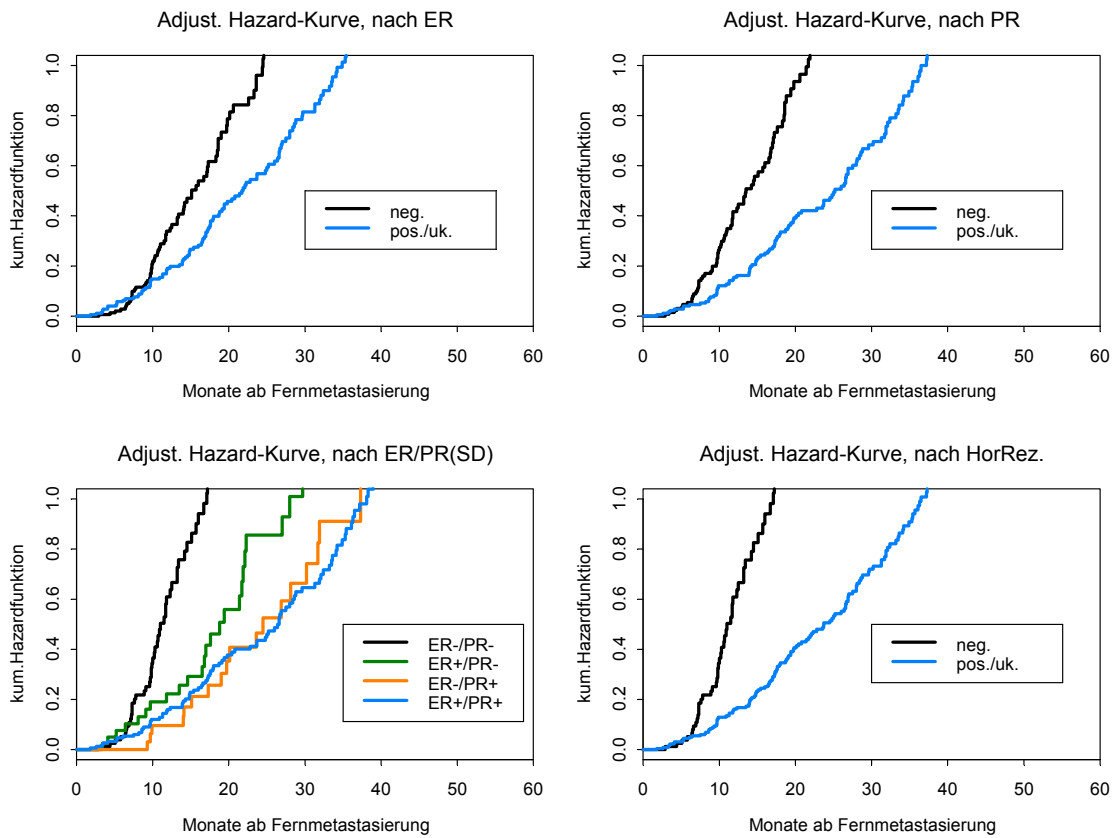 Adjust. Hazard-Kurve, nach ER
kum.Hazardfunktion
0.0 0.2 0.4 0.6 0.8 1.0
neg.
pos./uk.
0 10 20 30 40 50 60
Monate ab Fernmetastasierung
Adjust. Hazard-Kurve, nach PR
kum.Hazardfunktion
0.0 0.2 0.4 0.6 0.8 1.0
neg.
pos./uk.
0 10 20 30 40 50 60
Monate ab Fernmetastasierung
Adjust. Hazard-Kurve, nach ER/PR(SD)
kum.Hazardfunktion
0.0 0.2 0.4 0.6 0.8 1.0
ER-/PR-
ER+/PR-
ER-/PR+
ER+/PR+
0 10 20 30 40 50 60
Monate ab Fernmetastasierung
Adjust. Hazard-Kurve, nach HorRez.
kum.Hazardfunktion
0.0 0.2 0.4 0.6 0.8 1.0
neg.
pos./uk.
0 10 20 30 40 50 60
Monate ab Fernmetastasierung